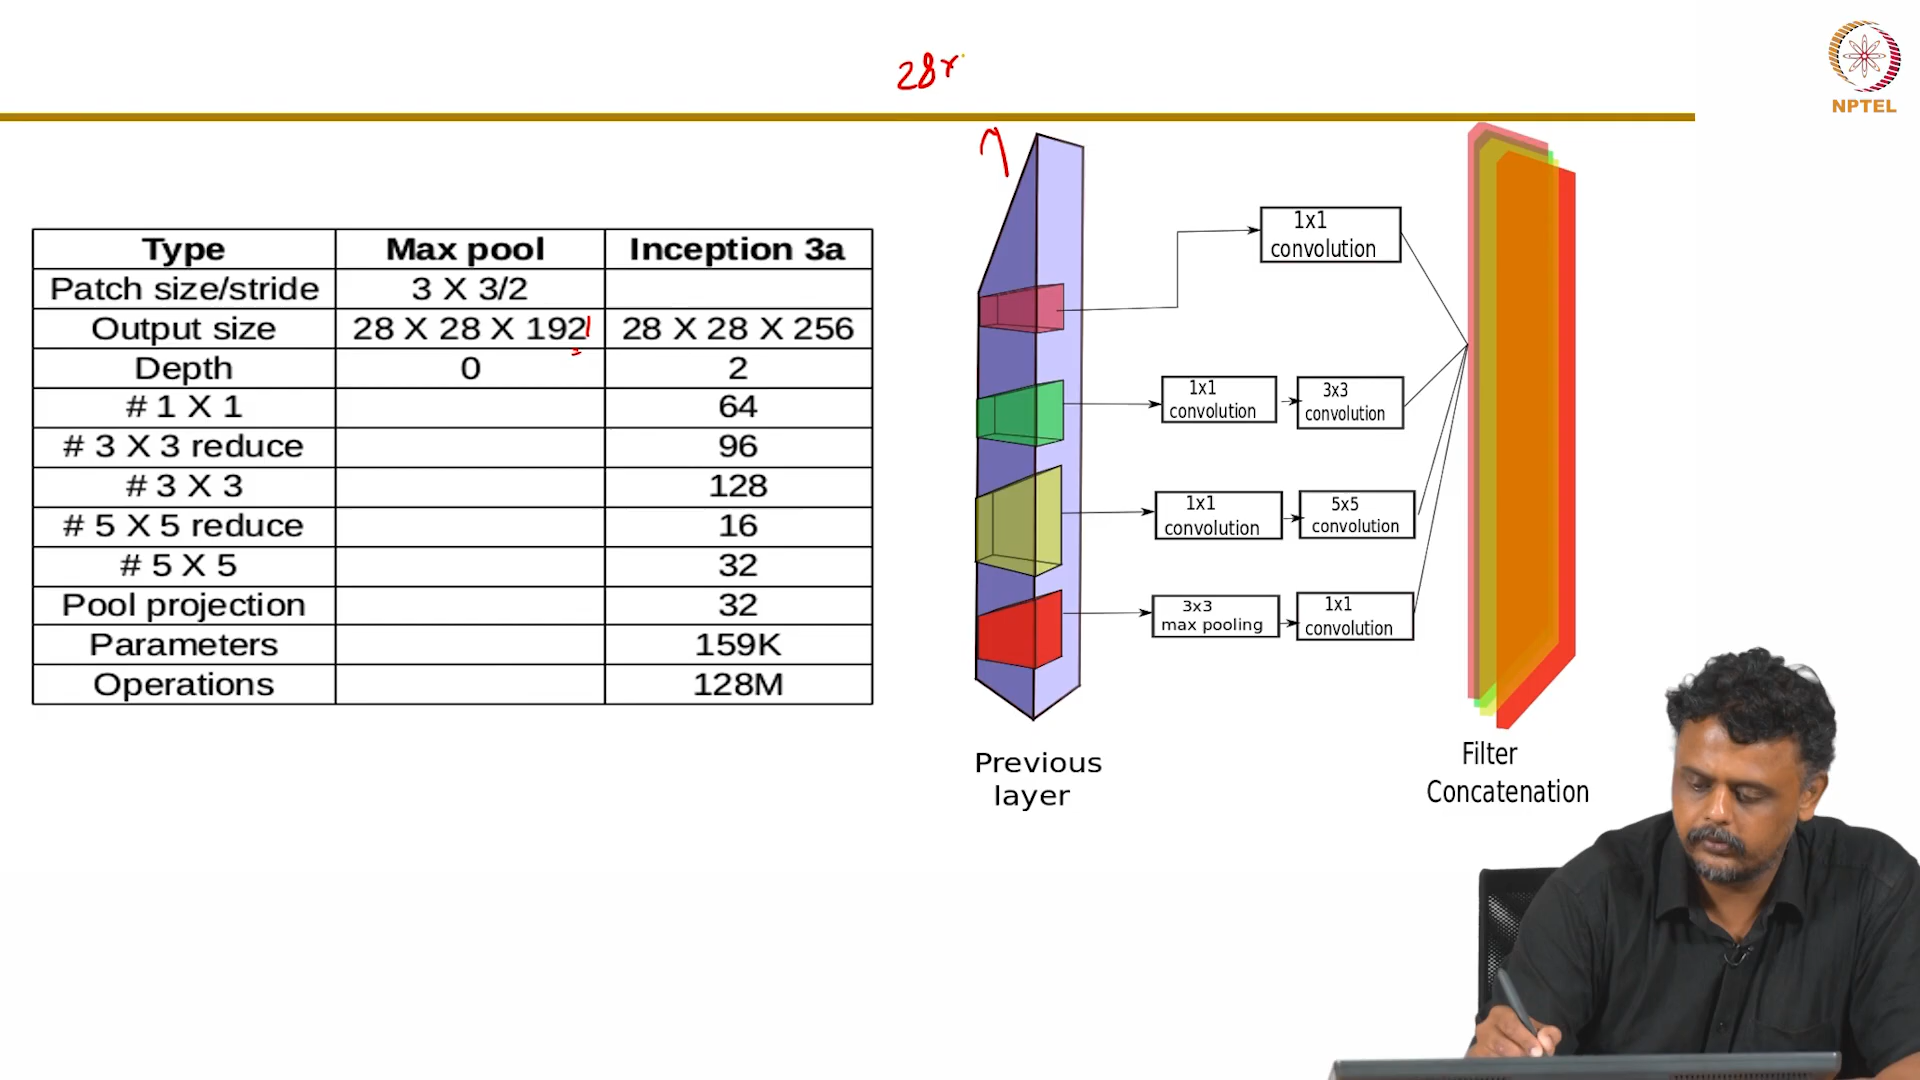 28x
NPTEL
Type Max pool Inception 3a
Patch size/stride 3 X 3/2
Output size 28 X 28 X 192 28 X 28 X 256
Depth 0 2
# 1 X 1 64
# 3 X 3 reduce 96
# 3 X 3 128
# 5 X 5 reduce 16
# 5 X 5 32
Pool projection 32
Parameters 159K
Operations 128M
1x1
convolution
1x1
convolution
3x3
convolution
1x1
convolution
5x5
convolution
3x3
max pooling
1x1
convolution
Previous
layer
Filter
Concatenation